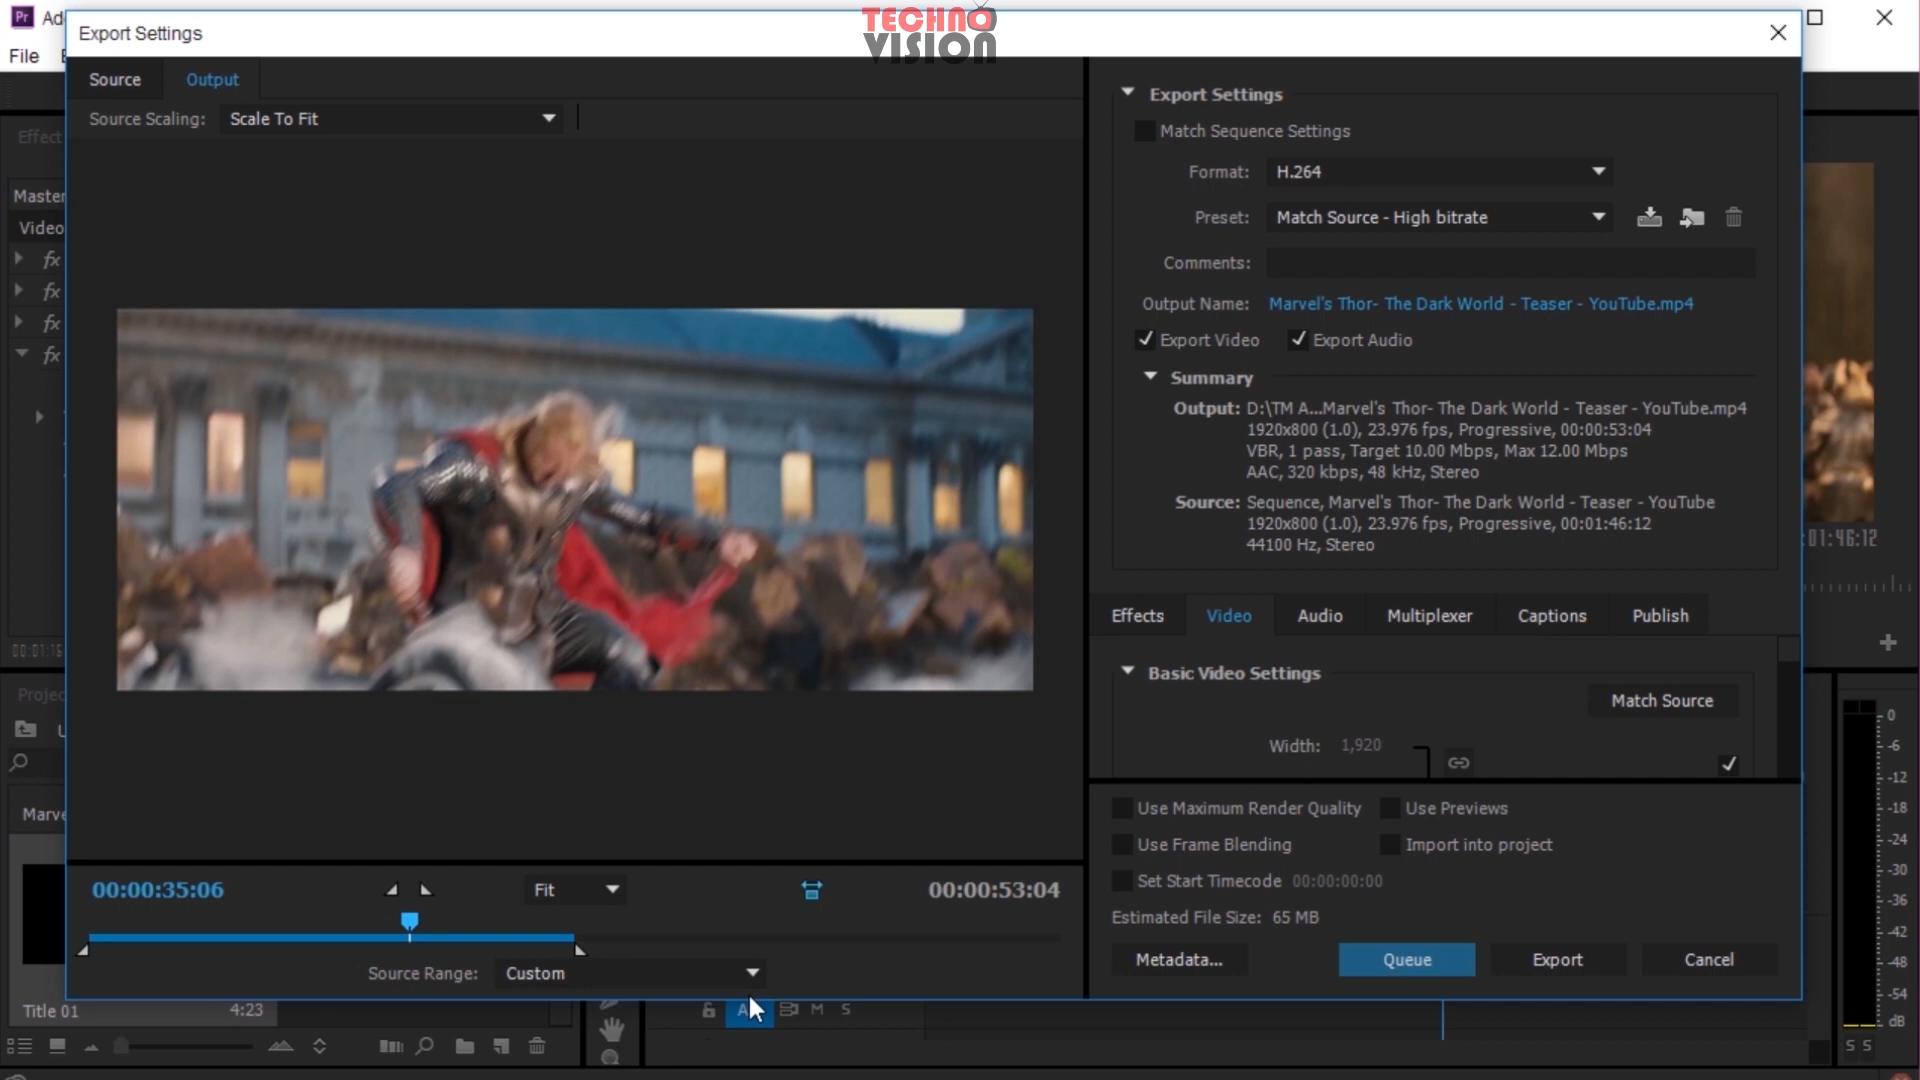 TECHNO
VISION
Pr
File
Export Settings
Source
Output
Source Scaling:
Scale To Fit
Effect
Master
Video
fx
fx
fx
fx
Export Settings
Match Sequence Settings
Format:
H.264
Preset:
Match Source - High bitrate
Comments:
Output Name:
Marvel's Thor- The Dark World - Teaser - YouTube.mp4
Export Video
Export Audio
Summary
Output: D:\TM A...Marvel's Thor- The Dark World - Teaser - YouTube.mp4
1920x800 (1.0), 23.976 fps, Progressive, 00:00:53:04
VBR, 1 pass, Target 10.00 Mbps, Max 12.00 Mbps
AAC, 320 kbps, 48 kHz, Stereo
Source: Sequence, Marvel's Thor- The Dark World - Teaser - YouTube
1920x800 (1.0), 23.976 fps, Progressive, 00:01:46:12
44100 Hz, Stereo
:01:46:12
Effects
Video
Audio
Multiplexer
Captions
Publish
Basic Video Settings
Match Source
Width:
1,920
Use Maximum Render Quality
Use Previews
Use Frame Blending
Import into project
Set Start Timecode
00:00:00:00
Estimated File Size: 65 MB
Metadata...
Queue
Export
Cancel
00:00:35:06
Fit
00:00:53:04
Source Range:
Custom
Projec
Marve
Title 01
4:23
M
S
0
-6
-12
-18
-24
-30
-36
-42
-48
-54
dB
S S